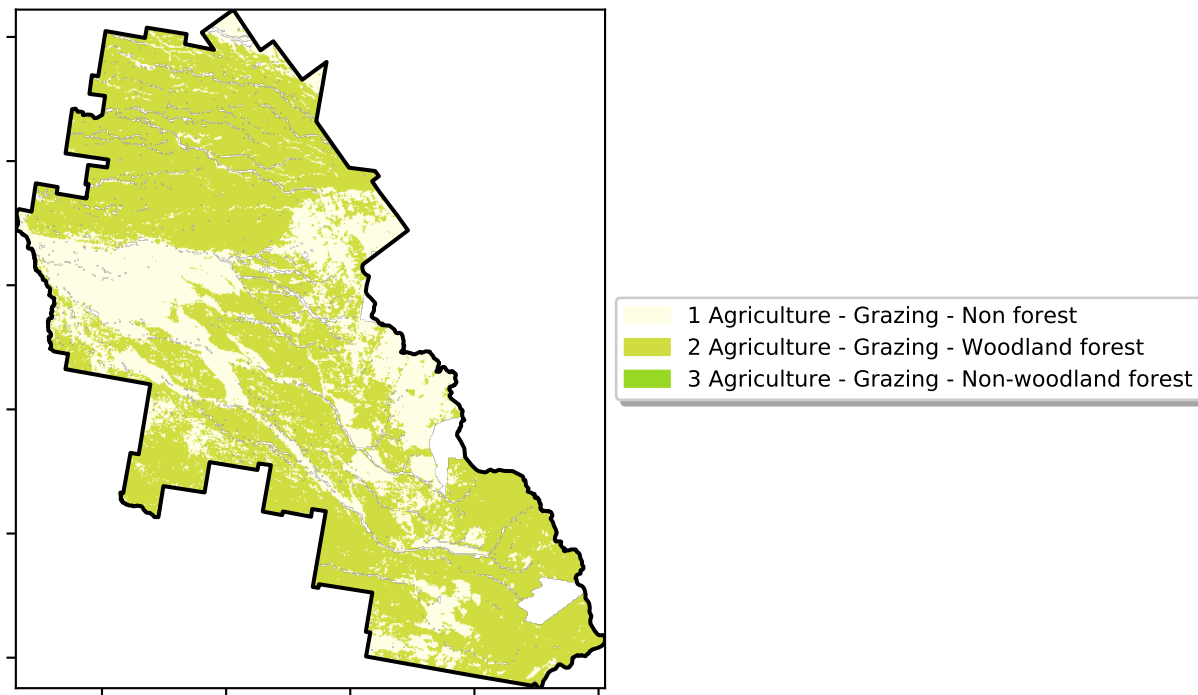 1 Agriculture - Grazing - Non forest
2 Agriculture - Grazing - Woodland forest
3 Agriculture - Grazing - Non-woodland forest